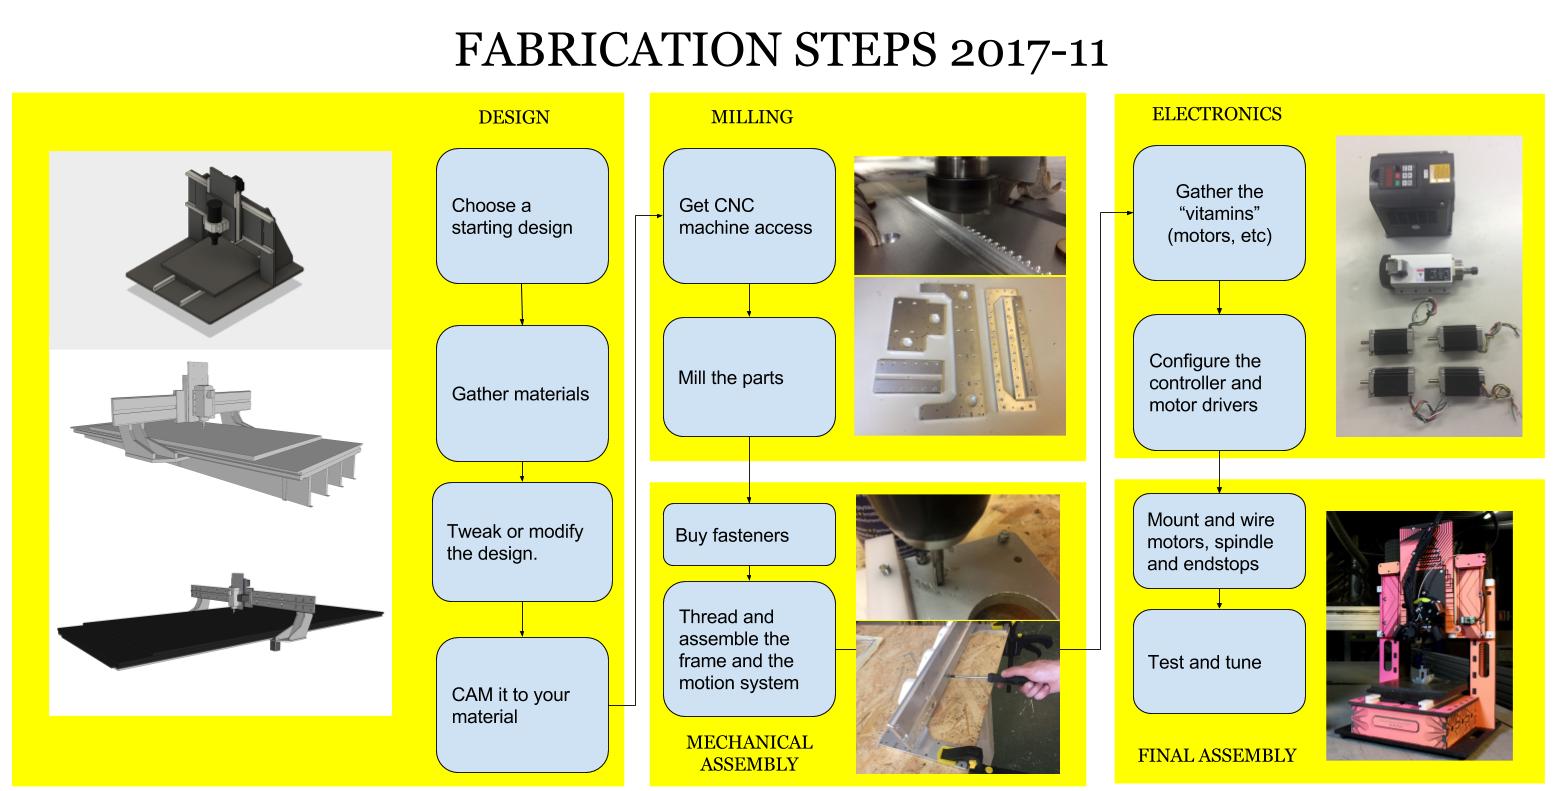 FABRICATION STEPS 2017-11
DESIGN
Choose a
starting design
Gather materials
Tweak or modify
the design.
CAM it to your
material
MILLING
Get CNC
machine access
Mill the parts
Buy fasteners
Thread and
assemble the
frame and the
motion system
MECHANICAL
ASSEMBLY
ELECTRONICS
Gather the
“vitamins”
(motors, etc)
Configure the
controller and
motor drivers
Mount and wire
motors, spindle
and endstops
Test and tune
FINAL ASSEMBLY